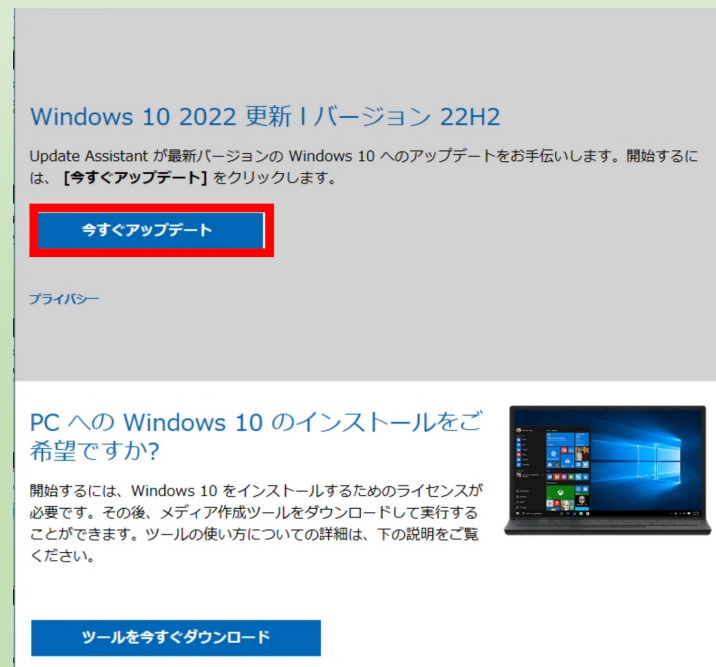 Windows 10 2022 更新 | バージョン 22H2
Update Assistant が最新バージョンの Windows 10 へのアップデートをお手伝いします。開始するに
は、 [今すぐアップデート] をクリックします。
今すぐアップデート
プライバシー
PC への Windows 10 のインストールをご
希望ですか?
開始するには、Windows 10 をインストールするためのライセンスが
必要です。その後、メディア作成ツールをダウンロードして実行する
ことができます。ツールの使い方についての詳細は、下の説明をご覧
ください。
ツールを今すぐダウンロード